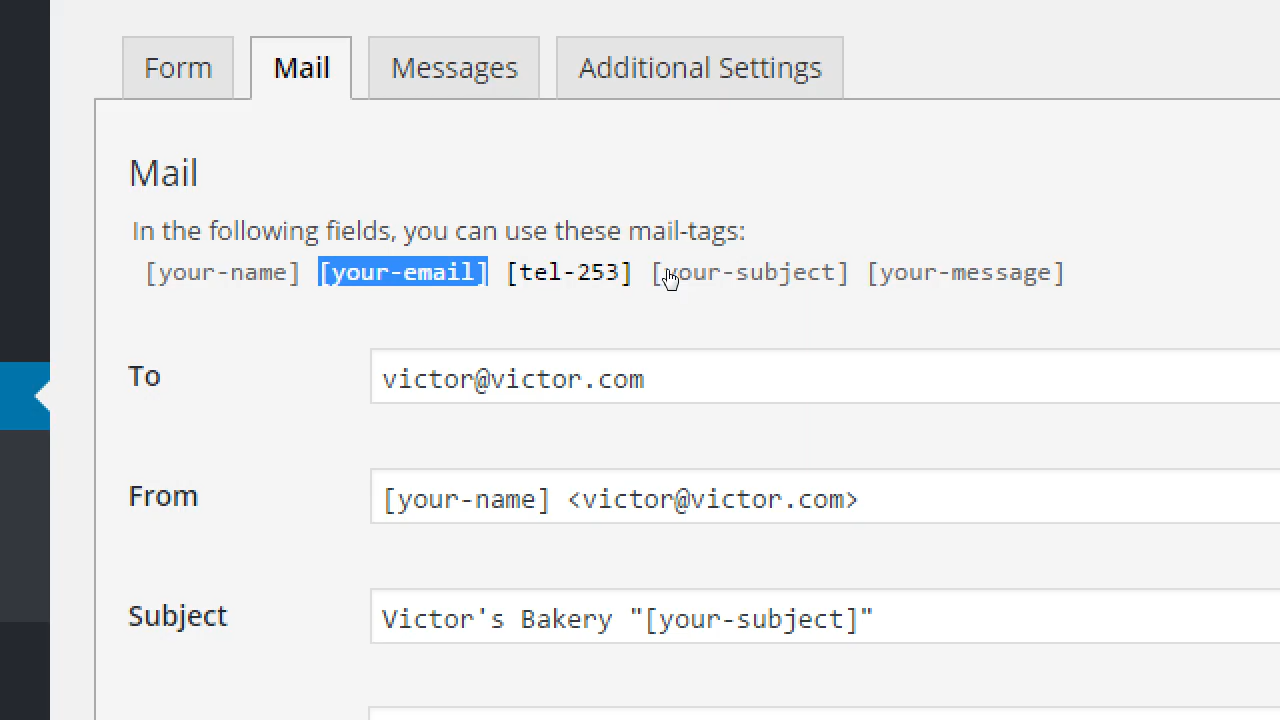 Form Mail Messages Additional Settings
Mail
In the following fields, you can use these mail-tags:
[your-name] [your-email] [tel-253] [your-subject] [your-message]
To victor@victor.com
From [your-name] <victor@victor.com>
Subject Victor's Bakery "[your-subject]"